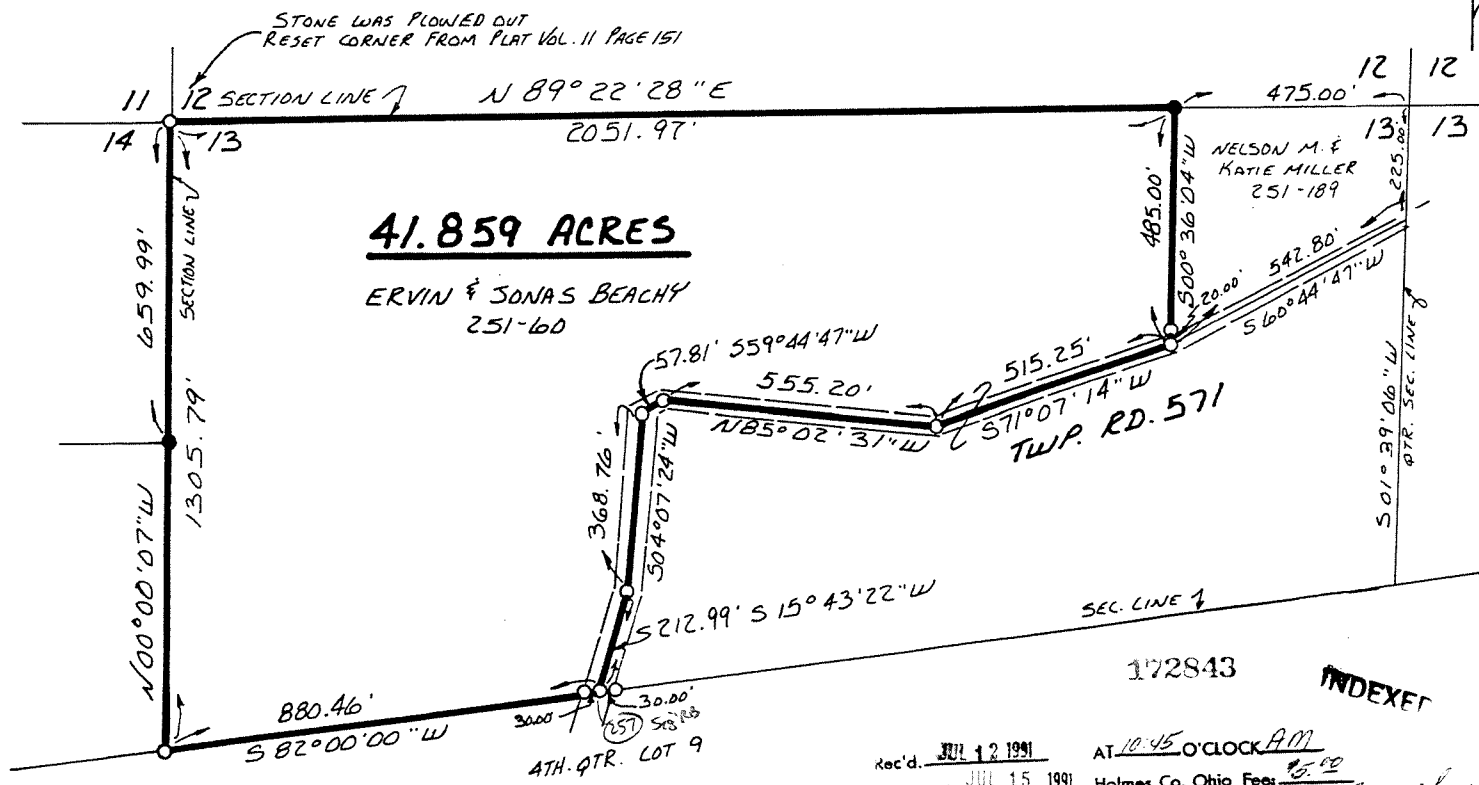 STONE WAS PLOWED OUT
RESET CORNER FROM PLAT VOL. 11 PAGE 151
11
12
SECTION LINE
N 89° 22' 28" E
475.00'
12
12
14
13
2051.97'
13
13
SECTION LINE
659.99'
NELSON M. &
KATIE MILLER
251-189
225.00'
485.00'
S00° 36' 04" W
41.859 ACRES
ERVIN & JONAS BEACHY
251-60
542.80'
20.00'
S 60° 44' 47" W
57.81' S59° 44' 47" W
555.20'
515.25'
N85° 02' 31" W
S71° 07' 14" W
TWP. RD. 571
S 01° 39' 06" W
QTR. SEC. LINE
1305.79'
368.76'
S04° 07' 24" W
N00° 00' 07" W
212.99' S 15° 43' 22" W
SEC. LINE
880.46'
S 82° 00' 00" W
30.00'
30.00'
257
4TH. QTR. LOT 9
172843
INDEXED
Rec'd. JUL 12 1991 AT 10:45 O'CLOCK AM
JUL 15 1991 Holmes Co. Ohio Fees $5.00